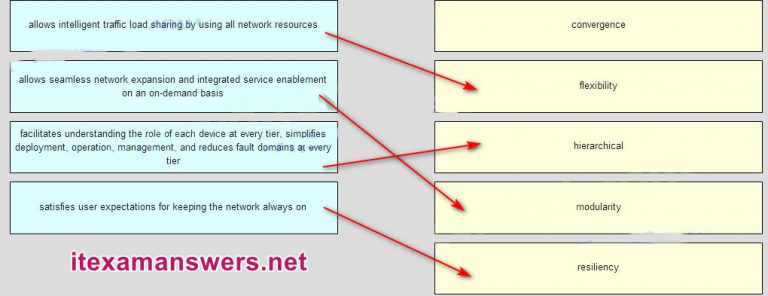 allows intelligent traffic load sharing by using all network resources
convergence
allows seamless network expansion and integrated service enablement
on an on-demand basis
flexibility
facilitates understanding the role of each device at every tier, simplifies
deployment, operation, management, and reduces fault domains at every
tier
hierarchical
satisfies user expectations for keeping the network always on
modularity
resiliency
itexamanswers.net